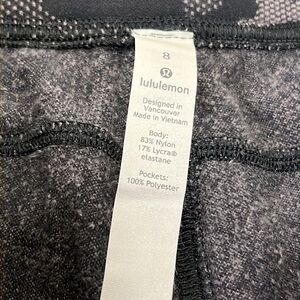 8
lululemon
Designed in
Vancouver
Made in Vietnam
Body:
83% Nylon
17% Lycra®
elastane
Pockets:
100% Polyester